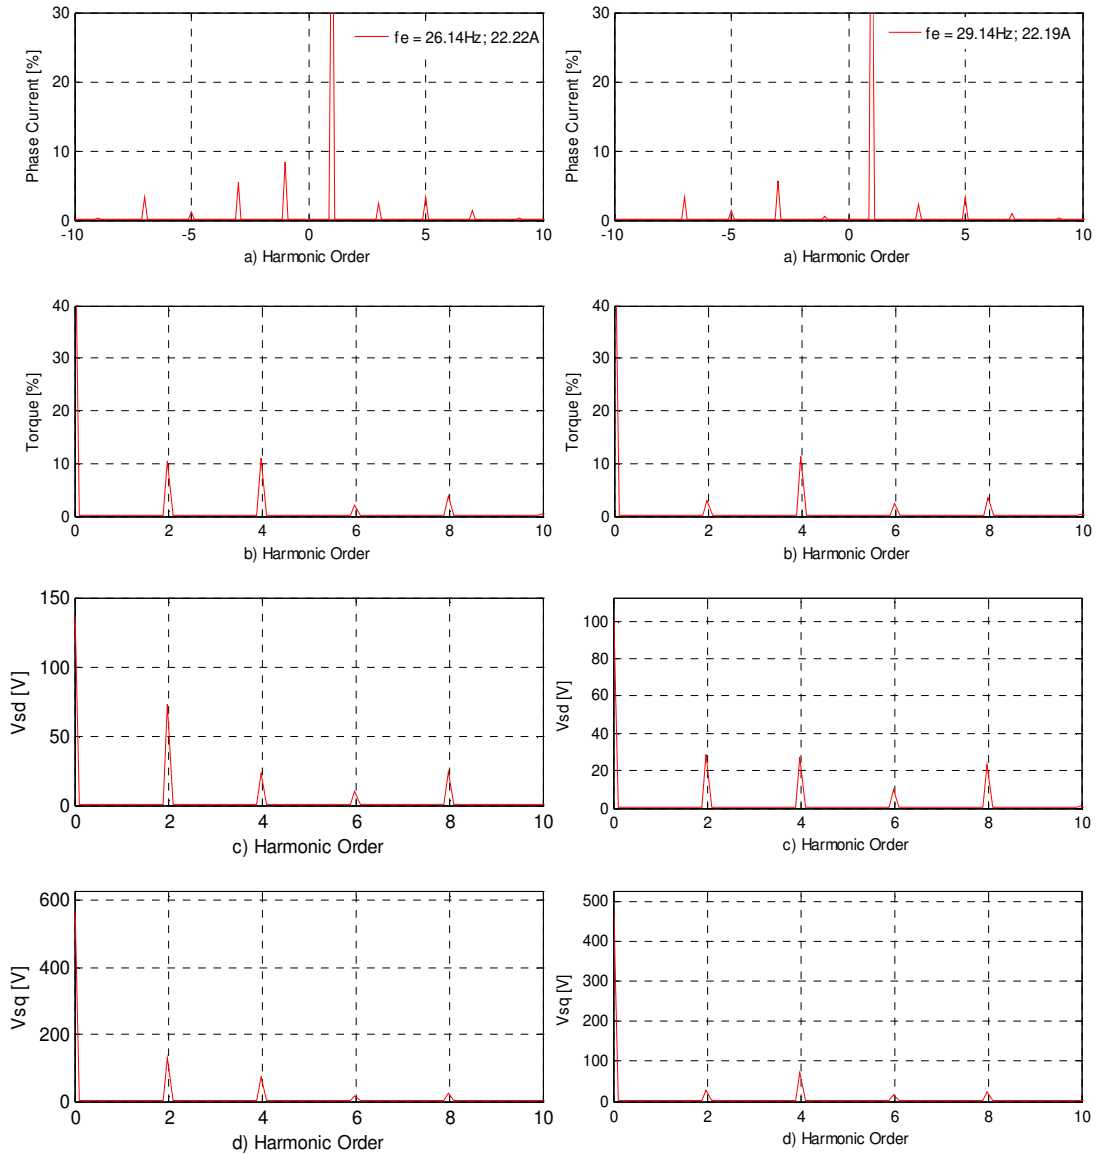 30
20
10
0
Phase Current [%]
fe = 26.14Hz; 22.22A
-10 -5 0 5 10
a) Harmonic Order
30
20
10
0
Phase Current [%]
fe = 29.14Hz; 22.19A
-10 -5 0 5 10
a) Harmonic Order
40
30
20
10
0
Torque [%]
0 2 4 6 8 10
b) Harmonic Order
40
30
20
10
0
Torque [%]
0 2 4 6 8 10
b) Harmonic Order
150
100
50
0
Vsd [V]
0 2 4 6 8 10
c) Harmonic Order
100
80
60
40
20
0
Vsd [V]
0 2 4 6 8 10
c) Harmonic Order
600
400
200
0
Vsq [V]
0 2 4 6 8 10
d) Harmonic Order
500
400
300
200
100
0
Vsq [V]
0 2 4 6 8 10
d) Harmonic Order